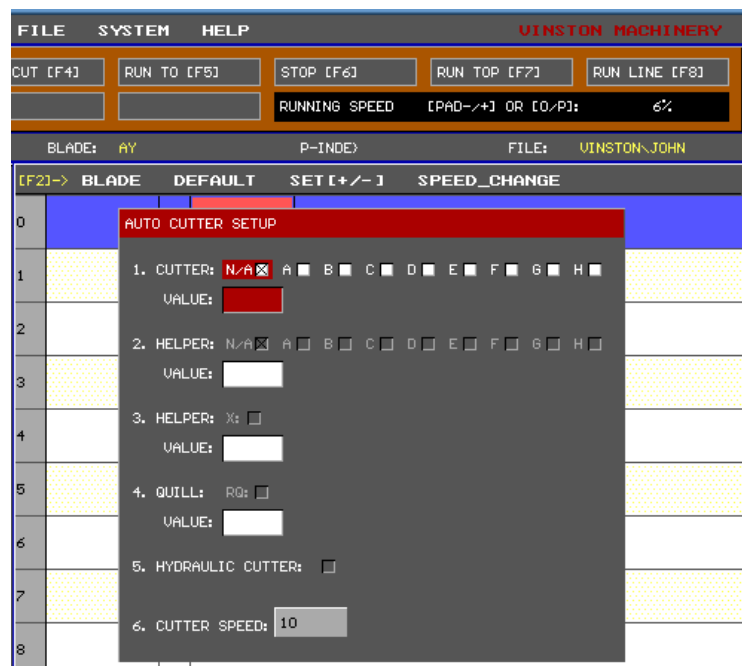 FILE SYSTEM HELP VINSTON MACHINERY
CUT [F4] RUN TO [F5] STOP [F6] RUN TOP [F7] RUN LINE [F8]
RUNNING SPEED [PAD-/+] OR [O/P]: 6%
BLADE: AY P-INDE) FILE: VINSTON\JOHN
[F2]-> BLADE DEFAULT SET[+/-] SPEED_CHANGE
0
AUTO CUTTER SETUP
1
1. CUTTER: N/A A B C D E F G H
VALUE:
2
2. HELPER: N/A A B C D E F G H
VALUE:
3
3. HELPER: X:
4
VALUE:
5
4. QUILL: RQ:
VALUE:
6
5. HYDRAULIC CUTTER:
7
6. CUTTER SPEED: 10
8